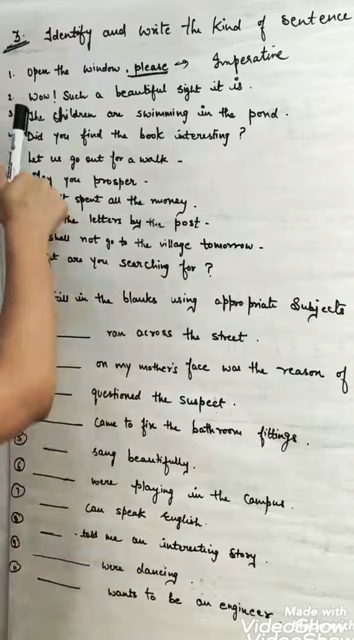 3. Identify and write the kind of sentence
1. Open the window, please → Imperative
2. Wow! Such a beautiful sight it is.
3. The children are swimming in the pond.
Did you find the book interesting?
Let us go out for a walk -
you prosper -
spent all the money.
the letters by the post -
shall not go to the village tomorrow -
are you searching for?
Fill in the blanks using appropriate Subjects
ran across the street.
on my mother's face was the reason of
questioned the suspect.
came to fix the bathroom fittings.
5 sang beautifully.
6 were playing in the campus.
7 can speak English.
8 told me an interesting story.
9 were dancing.
10 wants to be an engineer
Made with
VideoShow